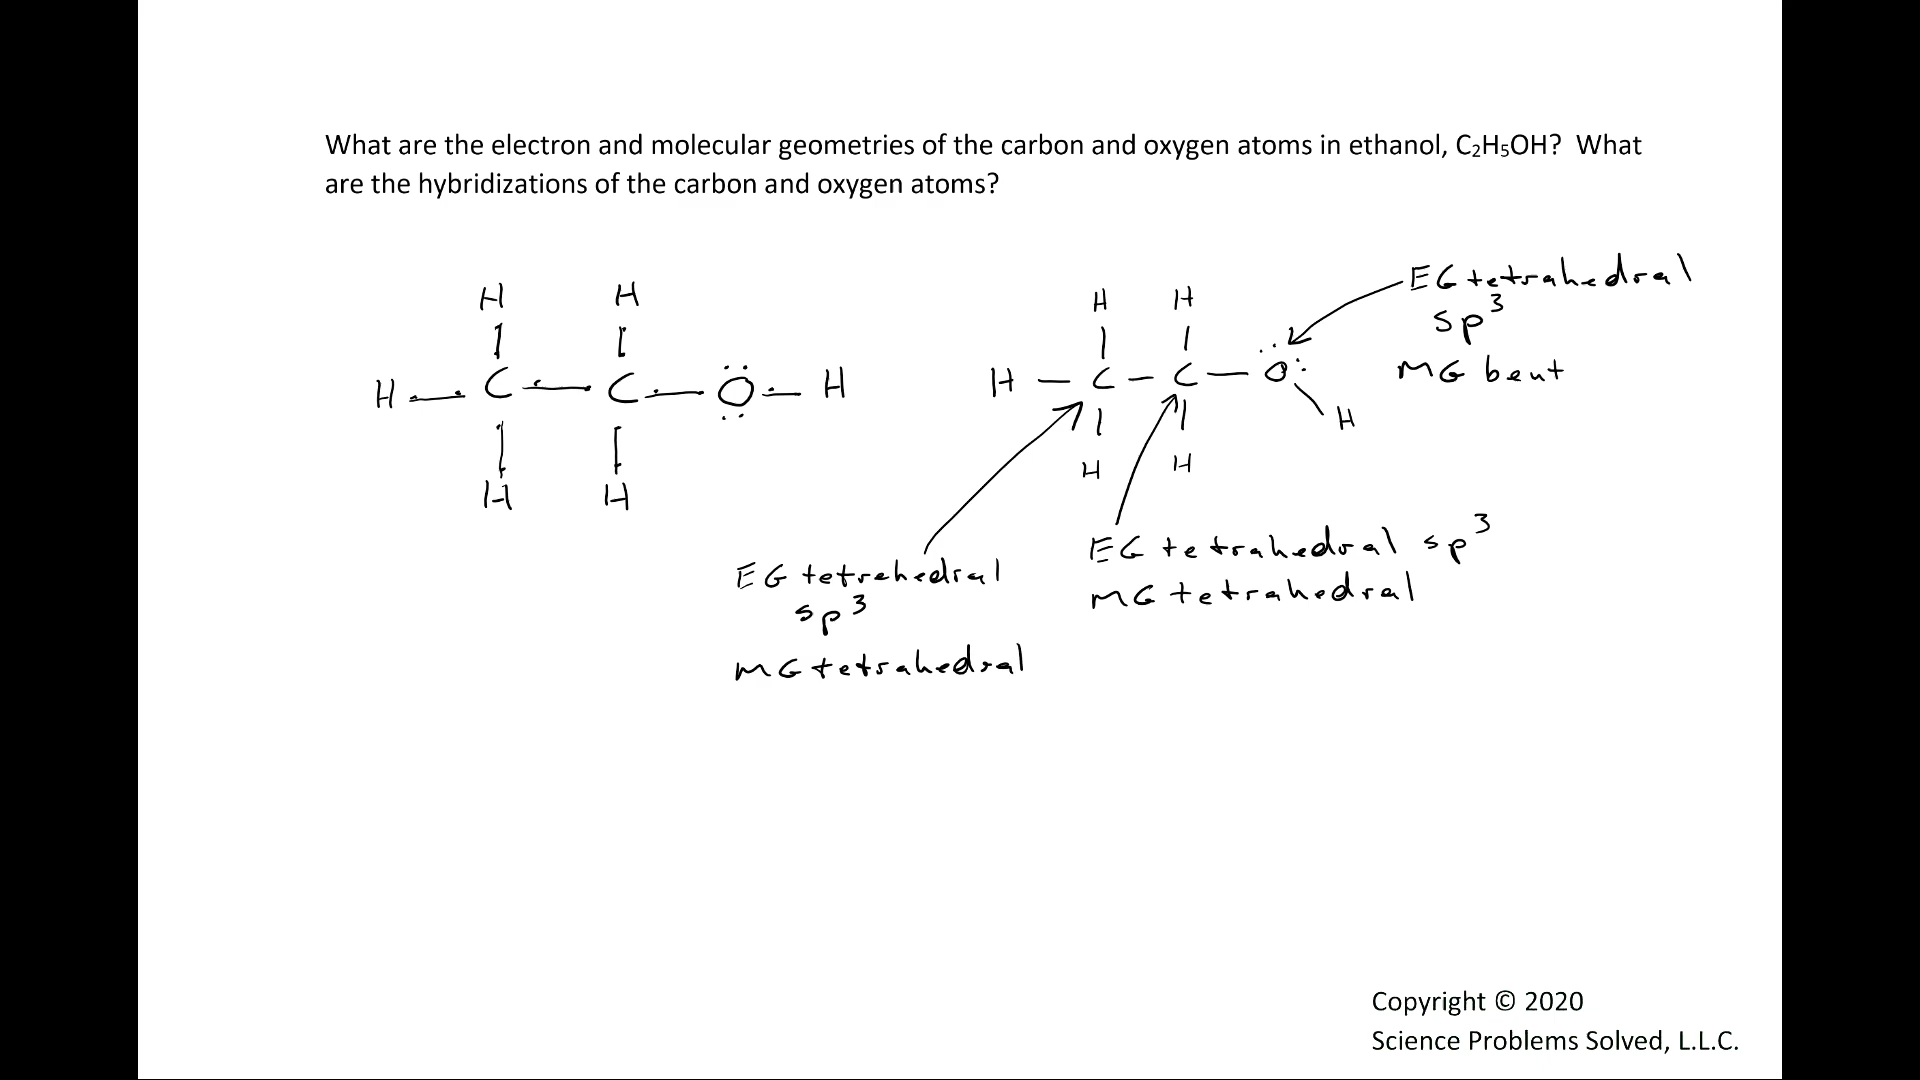 What are the electron and molecular geometries of the carbon and oxygen atoms in ethanol, C₂H₅OH? What
are the hybridizations of the carbon and oxygen atoms?
H H
H C C O H
H H
H H
H C C O
H
H H
EG tetrahedral
sp³
MG bent
EG tetrahedral
sp³
MG tetrahedral
EG tetrahedral sp³
MG tetrahedral
Copyright © 2020
Science Problems Solved, L.L.C.